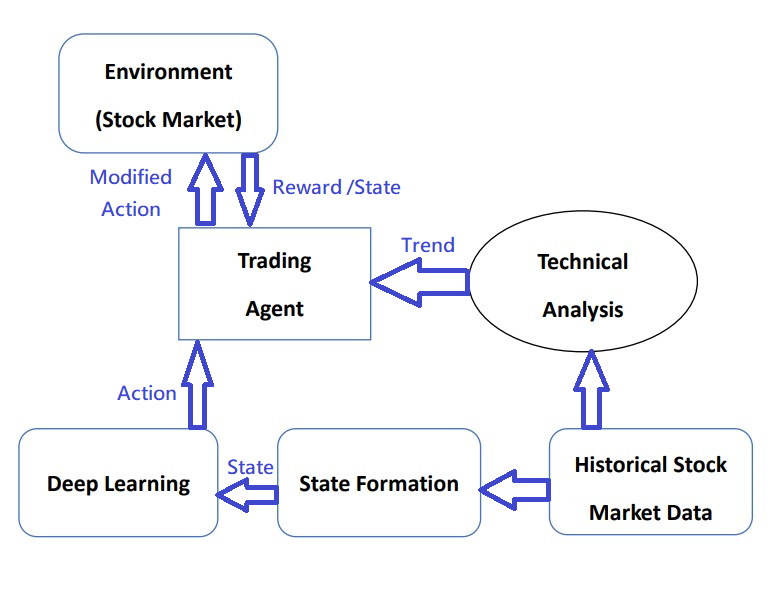 Environment
(Stock Market)
Modified
Action
Reward /State
Trading
Agent
Trend
Technical
Analysis
Action
Deep Learning
State
State Formation
Historical Stock
Market Data